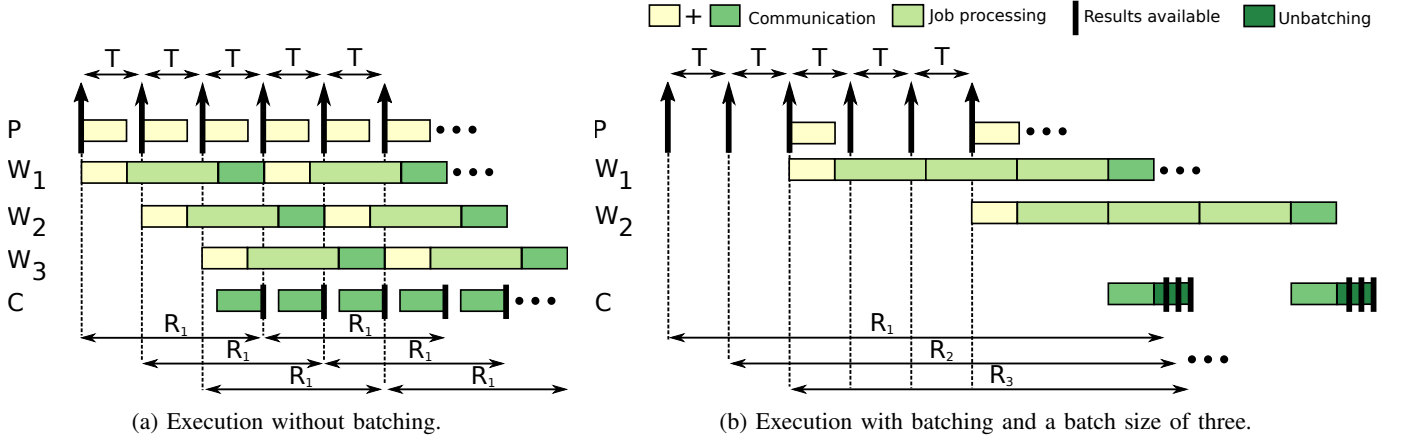 + Communication Job processing Results available Unbatching
T T T T T
P
W1
W2
W3
C
R1 R1
R1 R1
R1 R1
(a) Execution without batching.
T T T T T
P
W1
W2
C
R1
R2
R3
(b) Execution with batching and a batch size of three.